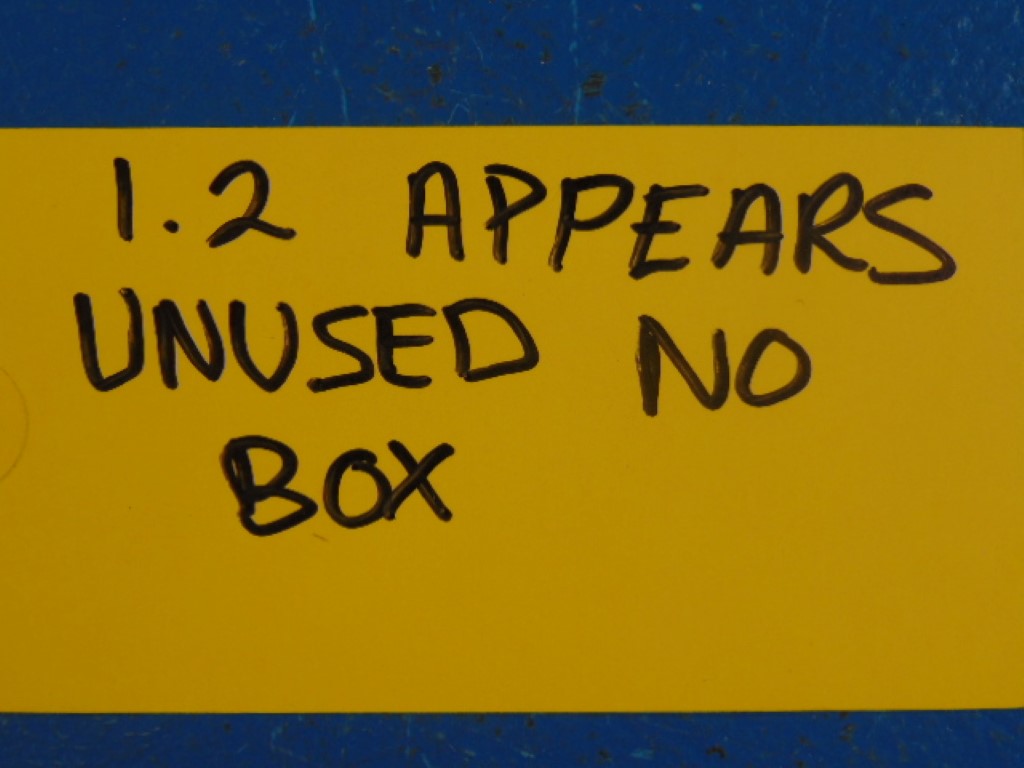 1.2 APPEARS
UNUSED NO
BOX